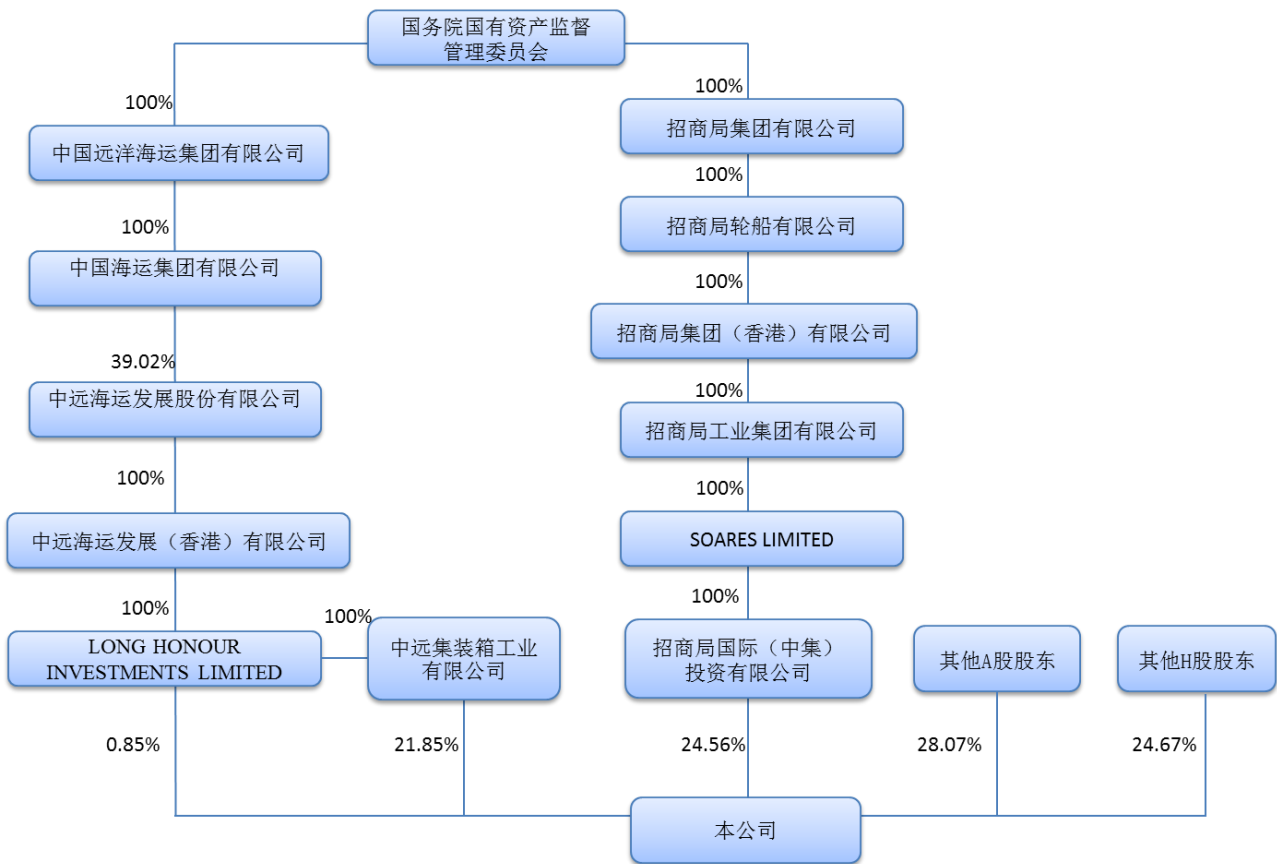 国务院国有资产监督
管理委员会
100%
100%
中国远洋海运集团有限公司
招商局集团有限公司
100%
100%
招商局轮船有限公司
中国海运集团有限公司
100%
招商局集团（香港）有限公司
39.02%
100%
中远海运发展股份有限公司
招商局工业集团有限公司
100%
100%
中远海运发展（香港）有限公司
SOARES LIMITED
100%
100%
100%
LONG HONOUR
INVESTMENTS LIMITED
中远集装箱工业
有限公司
招商局国际（中集）
投资有限公司
其他A股股东
其他H股股东
0.85%
21.85%
24.56%
28.07%
24.67%
本公司